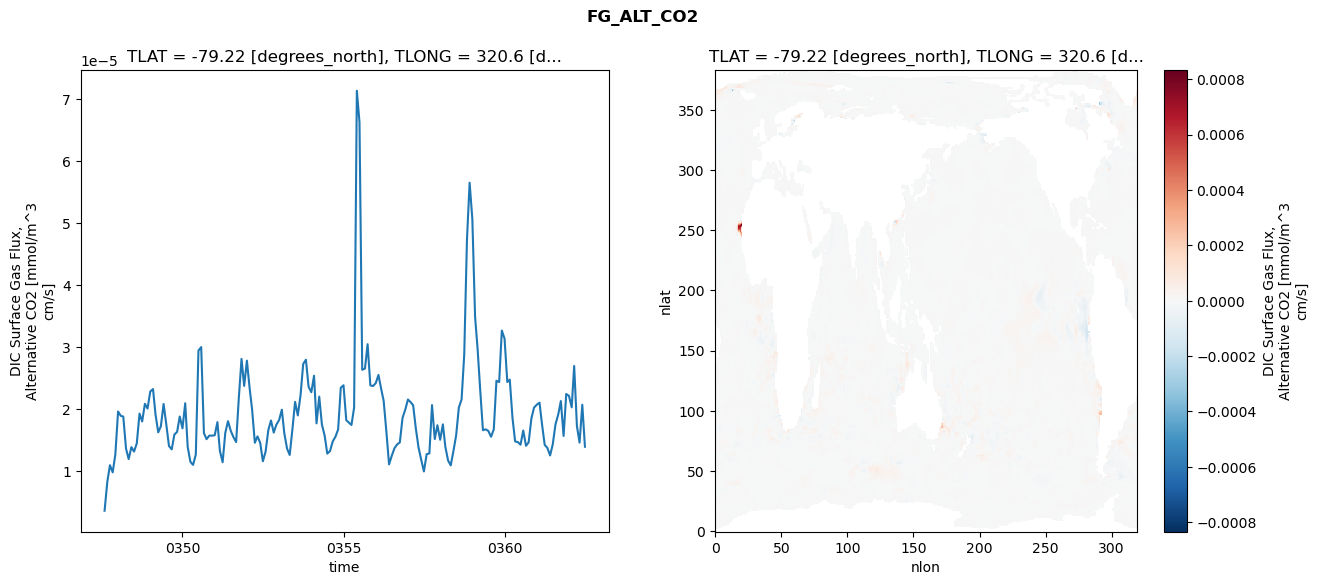 FG_ALT_CO2
TLAT = -79.22 [degrees_north], TLONG = 320.6 [d...
1e−5
7
6
5
4
3
2
1
DIC Surface Gas Flux,
Alternative CO2 [mmol/m^3
cm/s]
0350
0355
0360
time
TLAT = -79.22 [degrees_north], TLONG = 320.6 [d...
350
300
250
200
150
100
50
0
nlat
0
50
100
150
200
250
300
nlon
0.0008
0.0006
0.0004
0.0002
0.0000
−0.0002
−0.0004
−0.0006
−0.0008
DIC Surface Gas Flux,
Alternative CO2 [mmol/m^3
cm/s]